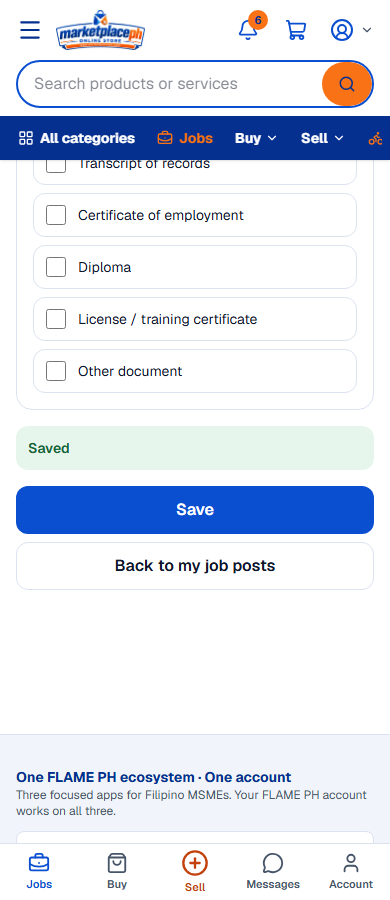 6
marketplaceph
ONLINE STORE
Search products or services
All categories
Jobs
Buy
Sell
Transcript of records
Certificate of employment
Diploma
License / training certificate
Other document
Saved
Save
Back to my job posts
One FLAME PH ecosystem · One account
Three focused apps for Filipino MSMEs. Your FLAME PH account
works on all three.
Jobs
Buy
Sell
Messages
Account